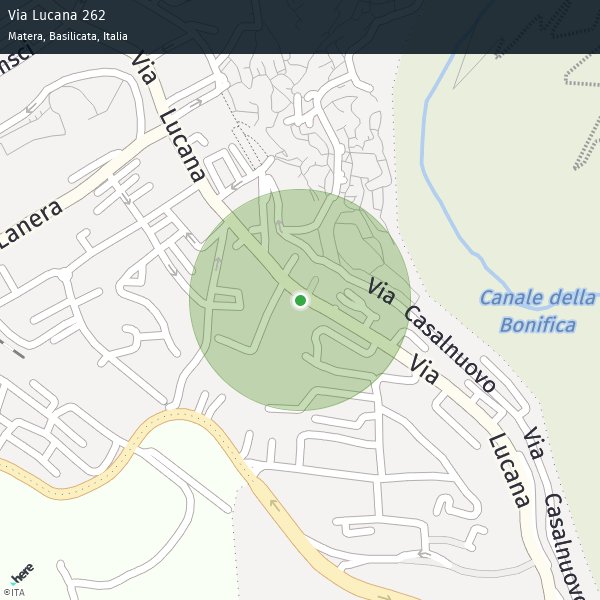 Via Lucana 262
Matera, Basilicata, Italia
nsci
Via
Lucana
Lanera
Via Casalnuovo
Canale della
Bonifica
Via
Lucana
Via
Casalnuovo
here
©ITA